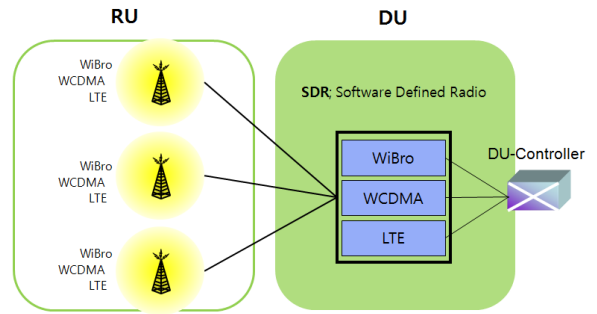 RU
DU
WiBro
WCDMA
LTE
WiBro
WCDMA
LTE
WiBro
WCDMA
LTE
SDR; Software Defined Radio
WiBro
WCDMA
LTE
DU-Controller